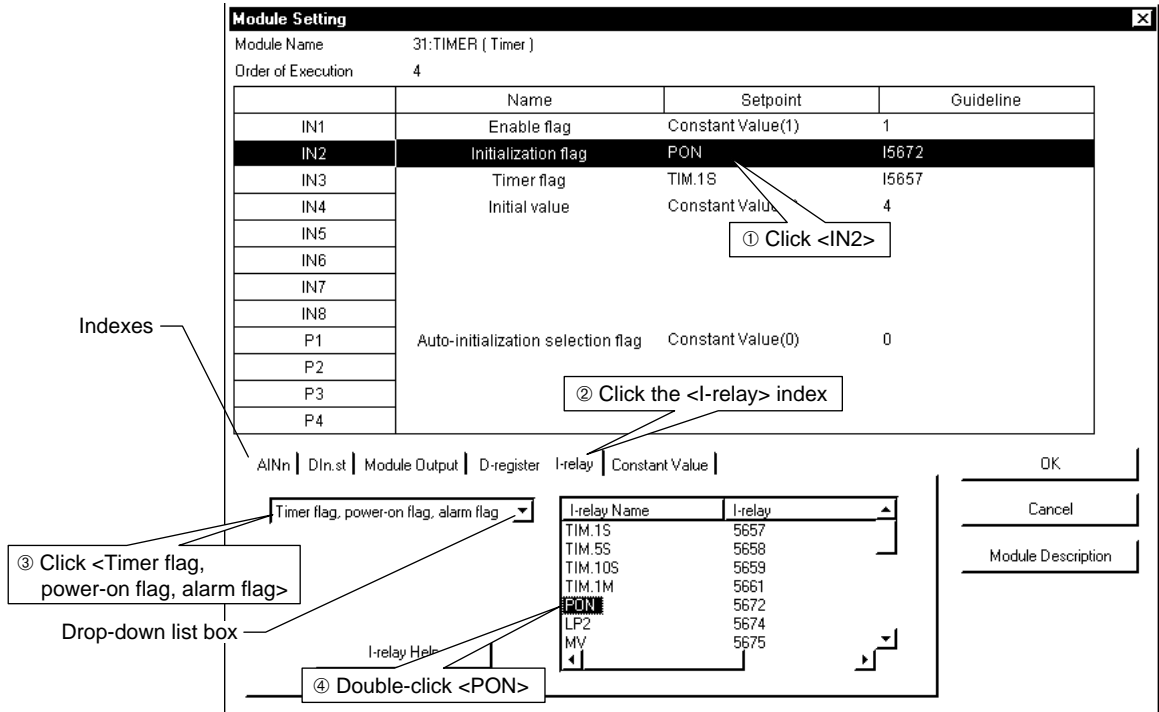 Module Setting
Module Name 31:TIMER ( Timer )
Order of Execution 4
Name Setpoint Guideline
IN1 Enable flag Constant Value(1) 1
IN2 Initialization flag PON I5672
IN3 Timer flag TIM.1S I5657
IN4 Initial value Constant 4
① Click <IN2>
IN5
IN6
IN7
IN8
Indexes
P1 Auto-initialization selection flag Constant Value(0) 0
P2
P3
② Click the <I-relay> index
P4
AINn DIn.st Module Output D-register I-relay Constant Value
OK
Cancel
Module Description
Timer flag, power-on flag, alarm flag
③ Click <Timer flag,
power-on flag, alarm flag>
Drop-down list box
I-relay Name I-relay
TIM.1S 5657
TIM.5S 5658
TIM.10S 5659
TIM.1M 5661
PON 5672
LP2 5674
MV 5675
I-relay Help
④ Double-click <PON>